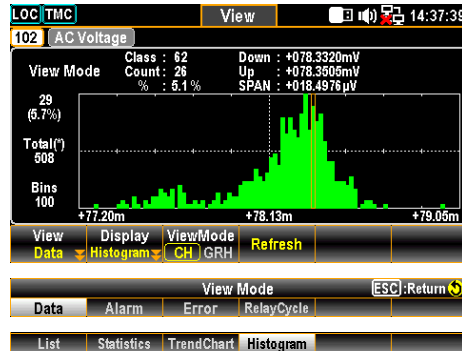 LOC TMC View 14:37:39
102 AC Voltage
Class : 62 Down : +078.3320mV
View Mode Count : 26 Up : +078.3505mV
% : 5.1 % SPAN : +018.4976µV
29
(5.7%)
Total(*)
508
Bins
100
+77.20m +78.13m +79.05m
View Display ViewMode Refresh
Data Histogram CH GRH
View Mode ESC :Return
Data Alarm Error RelayCycle
List Statistics TrendChart Histogram